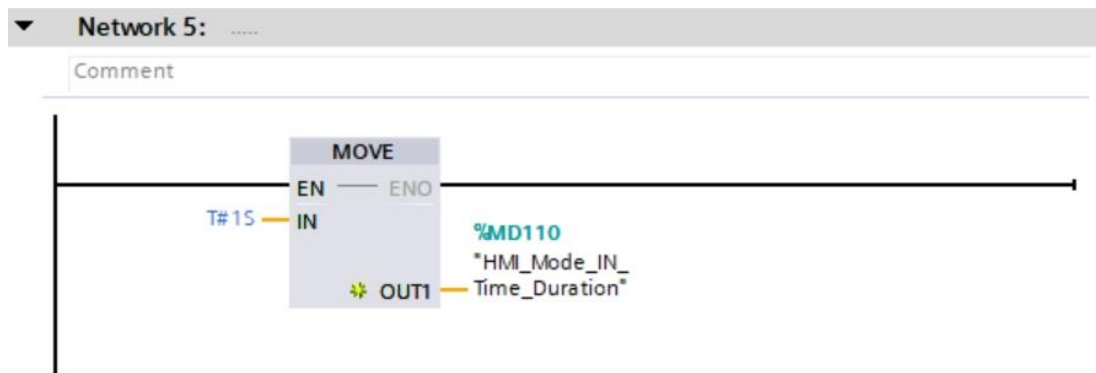 Network 5: .....
Comment
MOVE
EN ENO
T#1S IN
%MD110
"HMI_Mode_IN_
Time_Duration"
OUT1